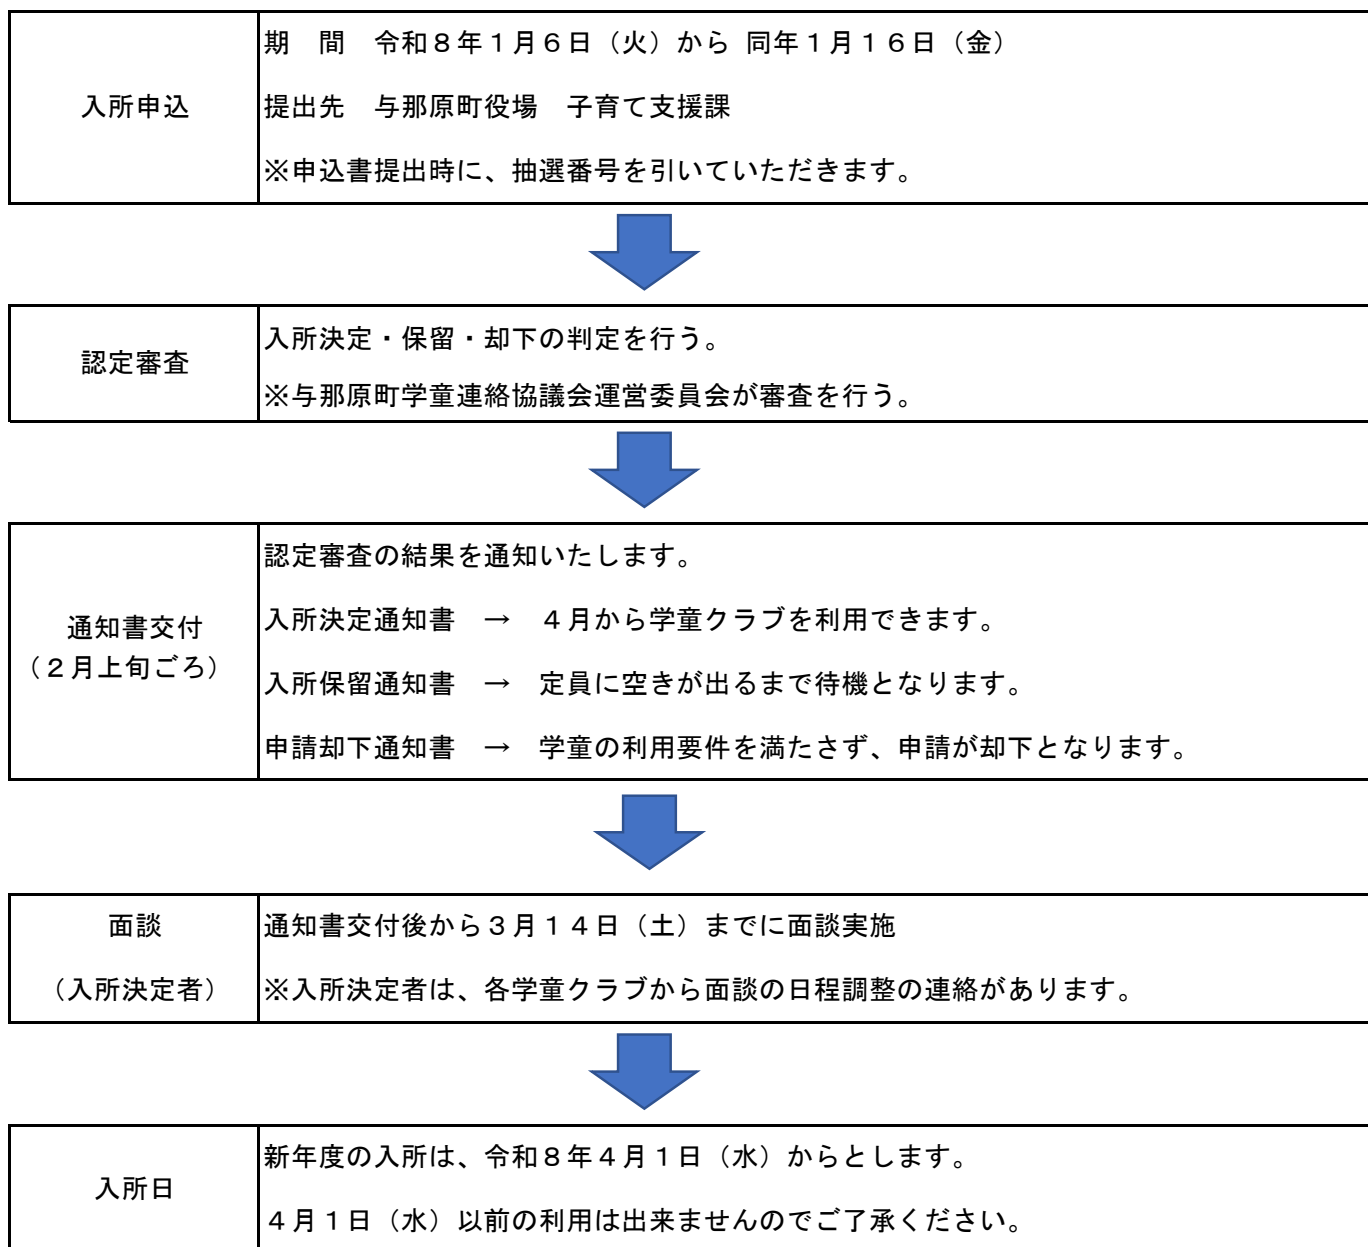 入所申込
期　間　令和８年１月６日（火）から 同年１月１６日（金）
提出先　与那原町役場　子育て支援課
※申込書提出時に、抽選番号を引いていただきます。
認定審査
入所決定・保留・却下の判定を行う。
※与那原町学童連絡協議会運営委員会が審査を行う。
通知書交付
（２月上旬ごろ）
認定審査の結果を通知いたします。
入所決定通知書　→　４月から学童クラブを利用できます。
入所保留通知書　→　定員に空きが出るまで待機となります。
申請却下通知書　→　学童の利用要件を満たさず、申請が却下となります。
面談
（入所決定者）
通知書交付後から３月１４日（土）までに面談実施
※入所決定者は、各学童クラブから面談の日程調整の連絡があります。
入所日
新年度の入所は、令和８年４月１日（水）からとします。
４月１日（水）以前の利用は出来ませんのでご了承ください。